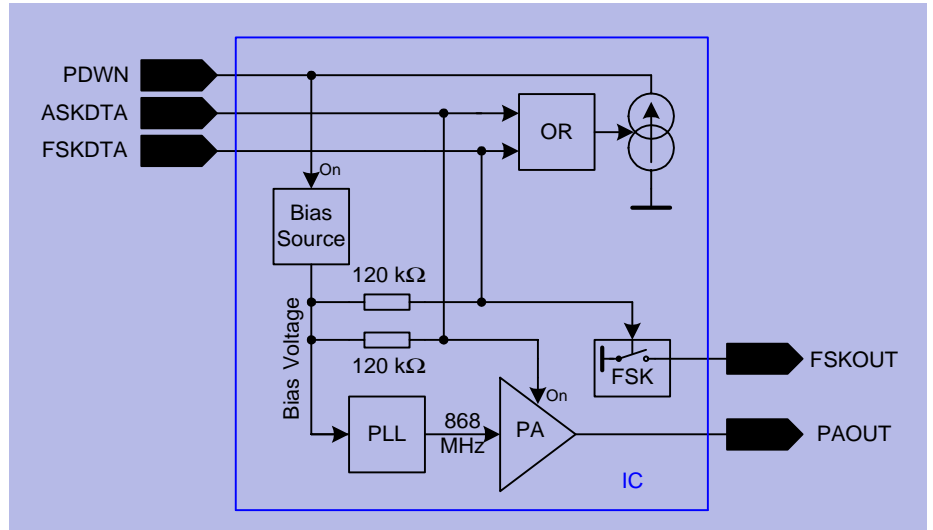 PDWN
ASKDTA
FSKDTA
OR
On
Bias
Source
120 kΩ
Bias Voltage
120 kΩ
FSK
FSKOUT
On
PLL
868
MHz
PA
PAOUT
IC